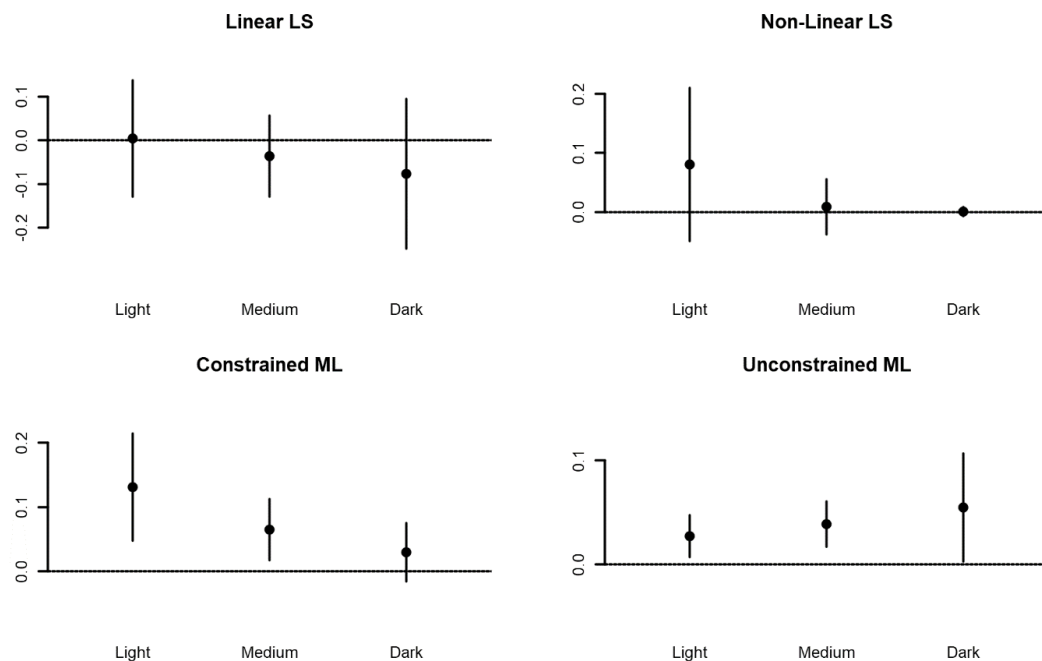 Linear LS
0.1
0.0
-0.1
-0.2
Light Medium Dark
Non-Linear LS
0.2
0.1
0.0
Light Medium Dark
Constrained ML
0.2
0.1
0.0
Light Medium Dark
Unconstrained ML
0.1
0.0
Light Medium Dark